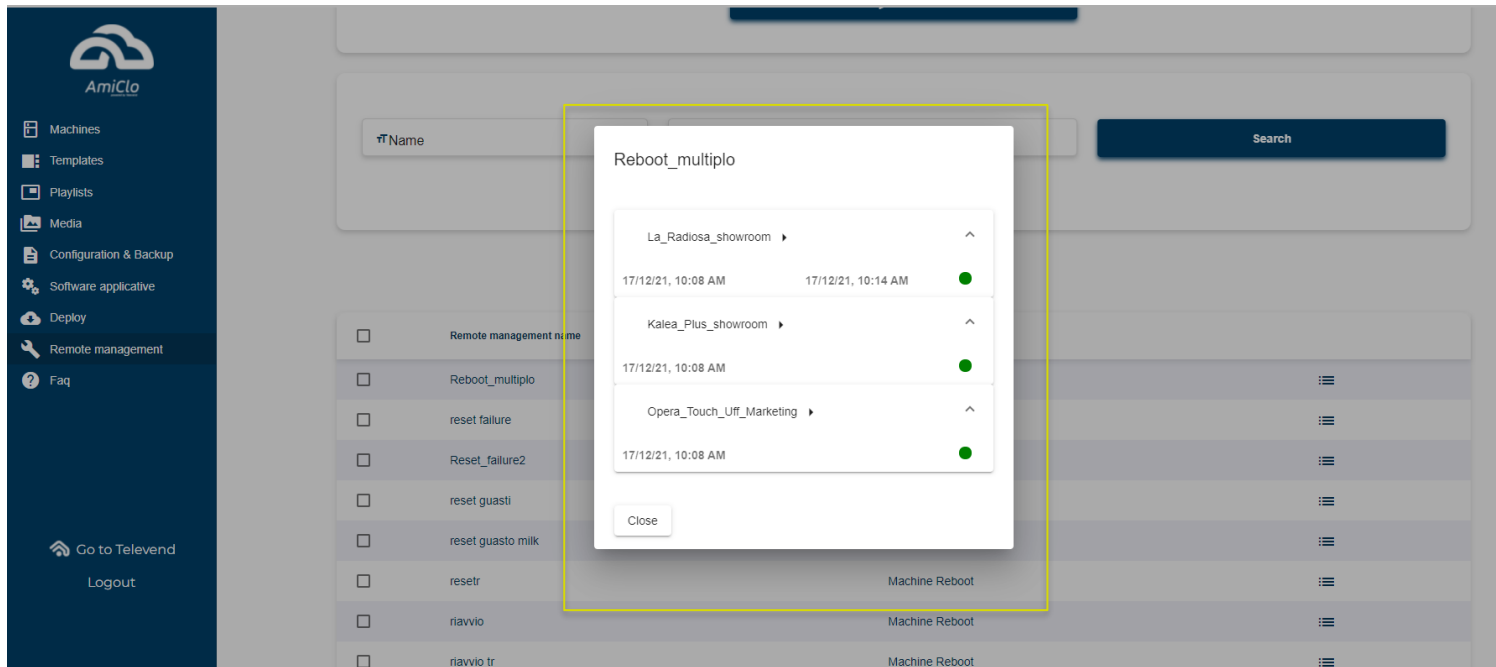 AmiClo
Machines
Templates
Playlists
Media
Configuration & Backup
Software applicative
Deploy
Remote management
Faq
Go to Televend
Logout
Name
Search
Remote management name
Reboot_multiplo
reset failure
Reset_failure2
reset guasti
reset guasto milk
resetr Machine Reboot
riavvio Machine Reboot
riavvio tr Machine Reboot
Reboot_multiplo
La_Radiosa_showroom
17/12/21, 10:08 AM 17/12/21, 10:14 AM
Kalea_Plus_showroom
17/12/21, 10:08 AM
Opera_Touch_Uff_Marketing
17/12/21, 10:08 AM
Close